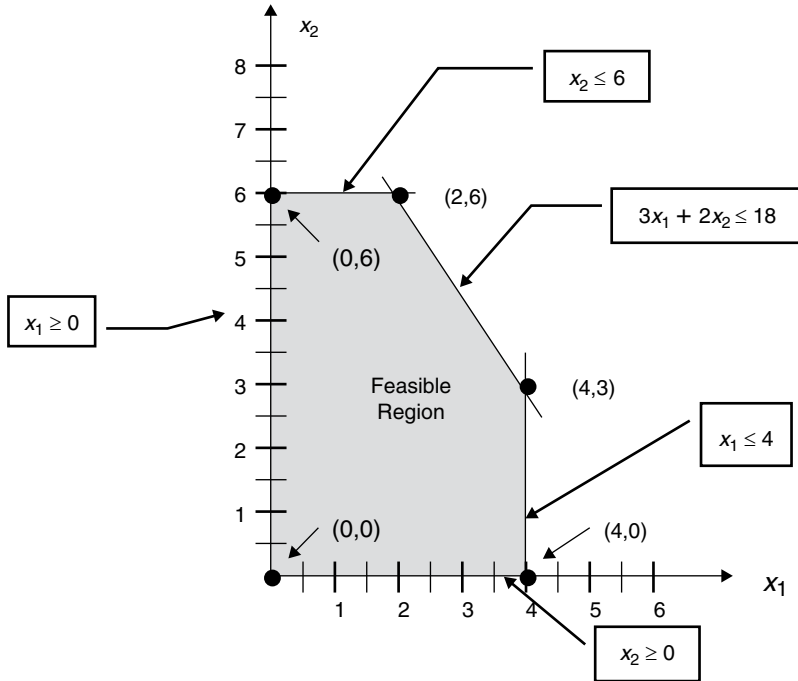 x₂
8
x₂ ≤ 6
7
6
(2,6)
3x₁ + 2x₂ ≤ 18
5
(0,6)
x₁ ≥ 0
4
3
Feasible
Region
(4,3)
x₁ ≤ 4
2
1
(0,0)
(4,0)
x₁
1 2 3 4 5 6
x₂ ≥ 0